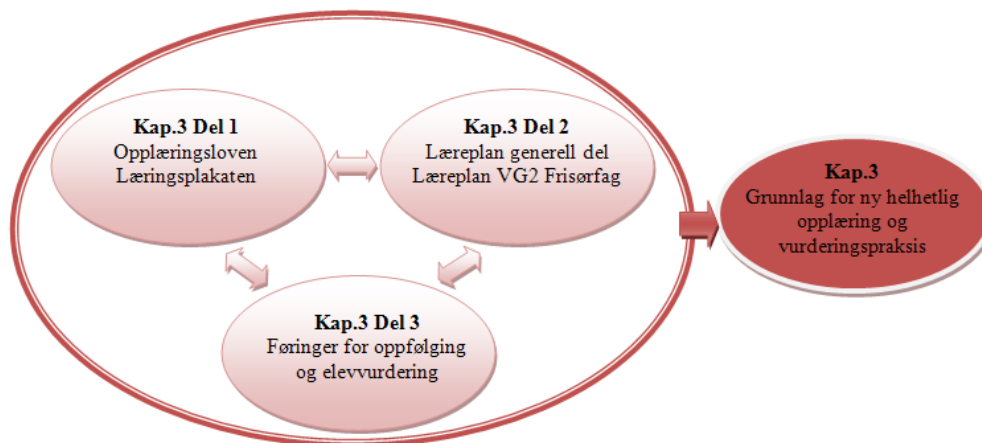 Kap.3 Del 1
Opplæringsloven
Læringsplakaten
Kap.3 Del 2
Læreplan generell del
Læreplan VG2 Frisørfag
Kap.3 Del 3
Føringer for oppfølging
og elevvurdering
Kap.3
Grunnlag for ny helhetlig
opplæring og
vurderingspraksis